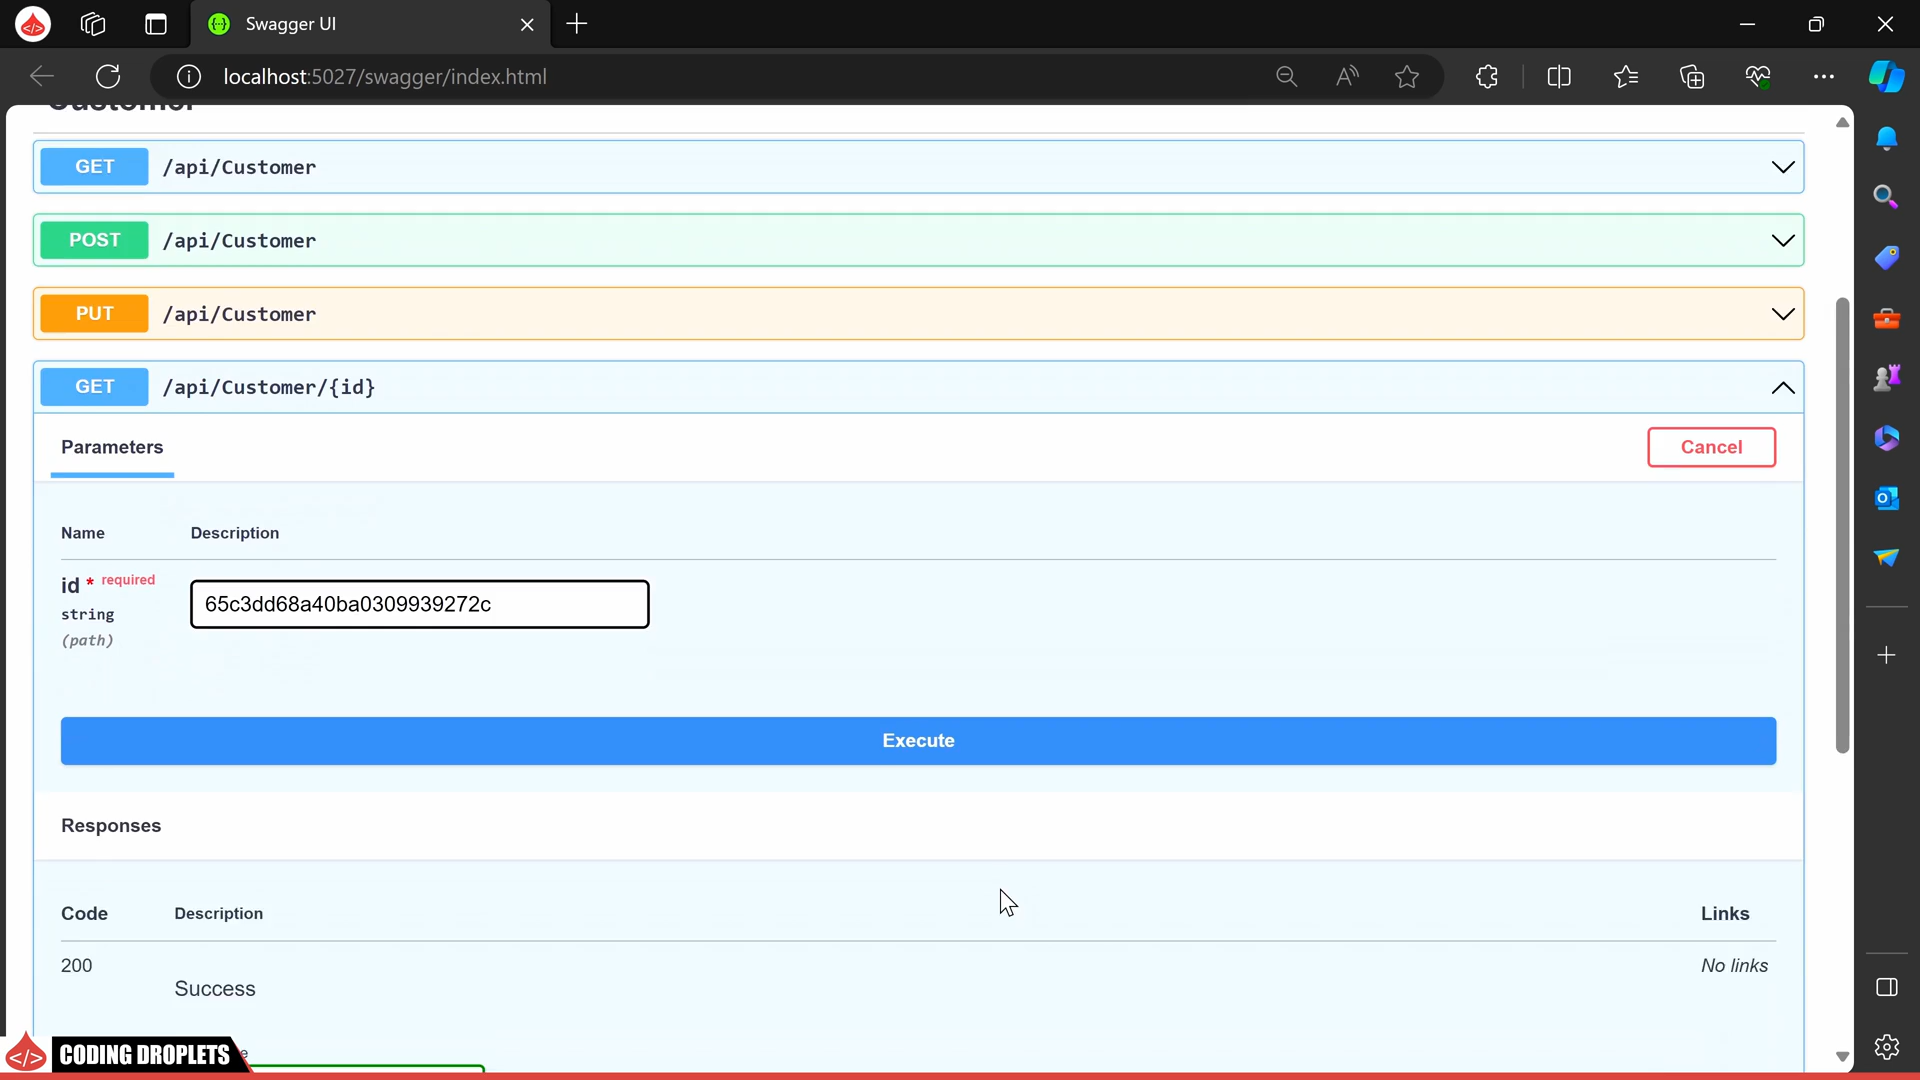 Swagger UI
localhost:5027/swagger/index.html
Customer
GET /api/Customer
POST /api/Customer
PUT /api/Customer
GET /api/Customer/{id}
Parameters
Cancel
Name Description
id * required
string
(path)
65c3dd68a40ba0309939272c
Execute
Responses
Code Description Links
200 No links
Success
CODING DROPLETS